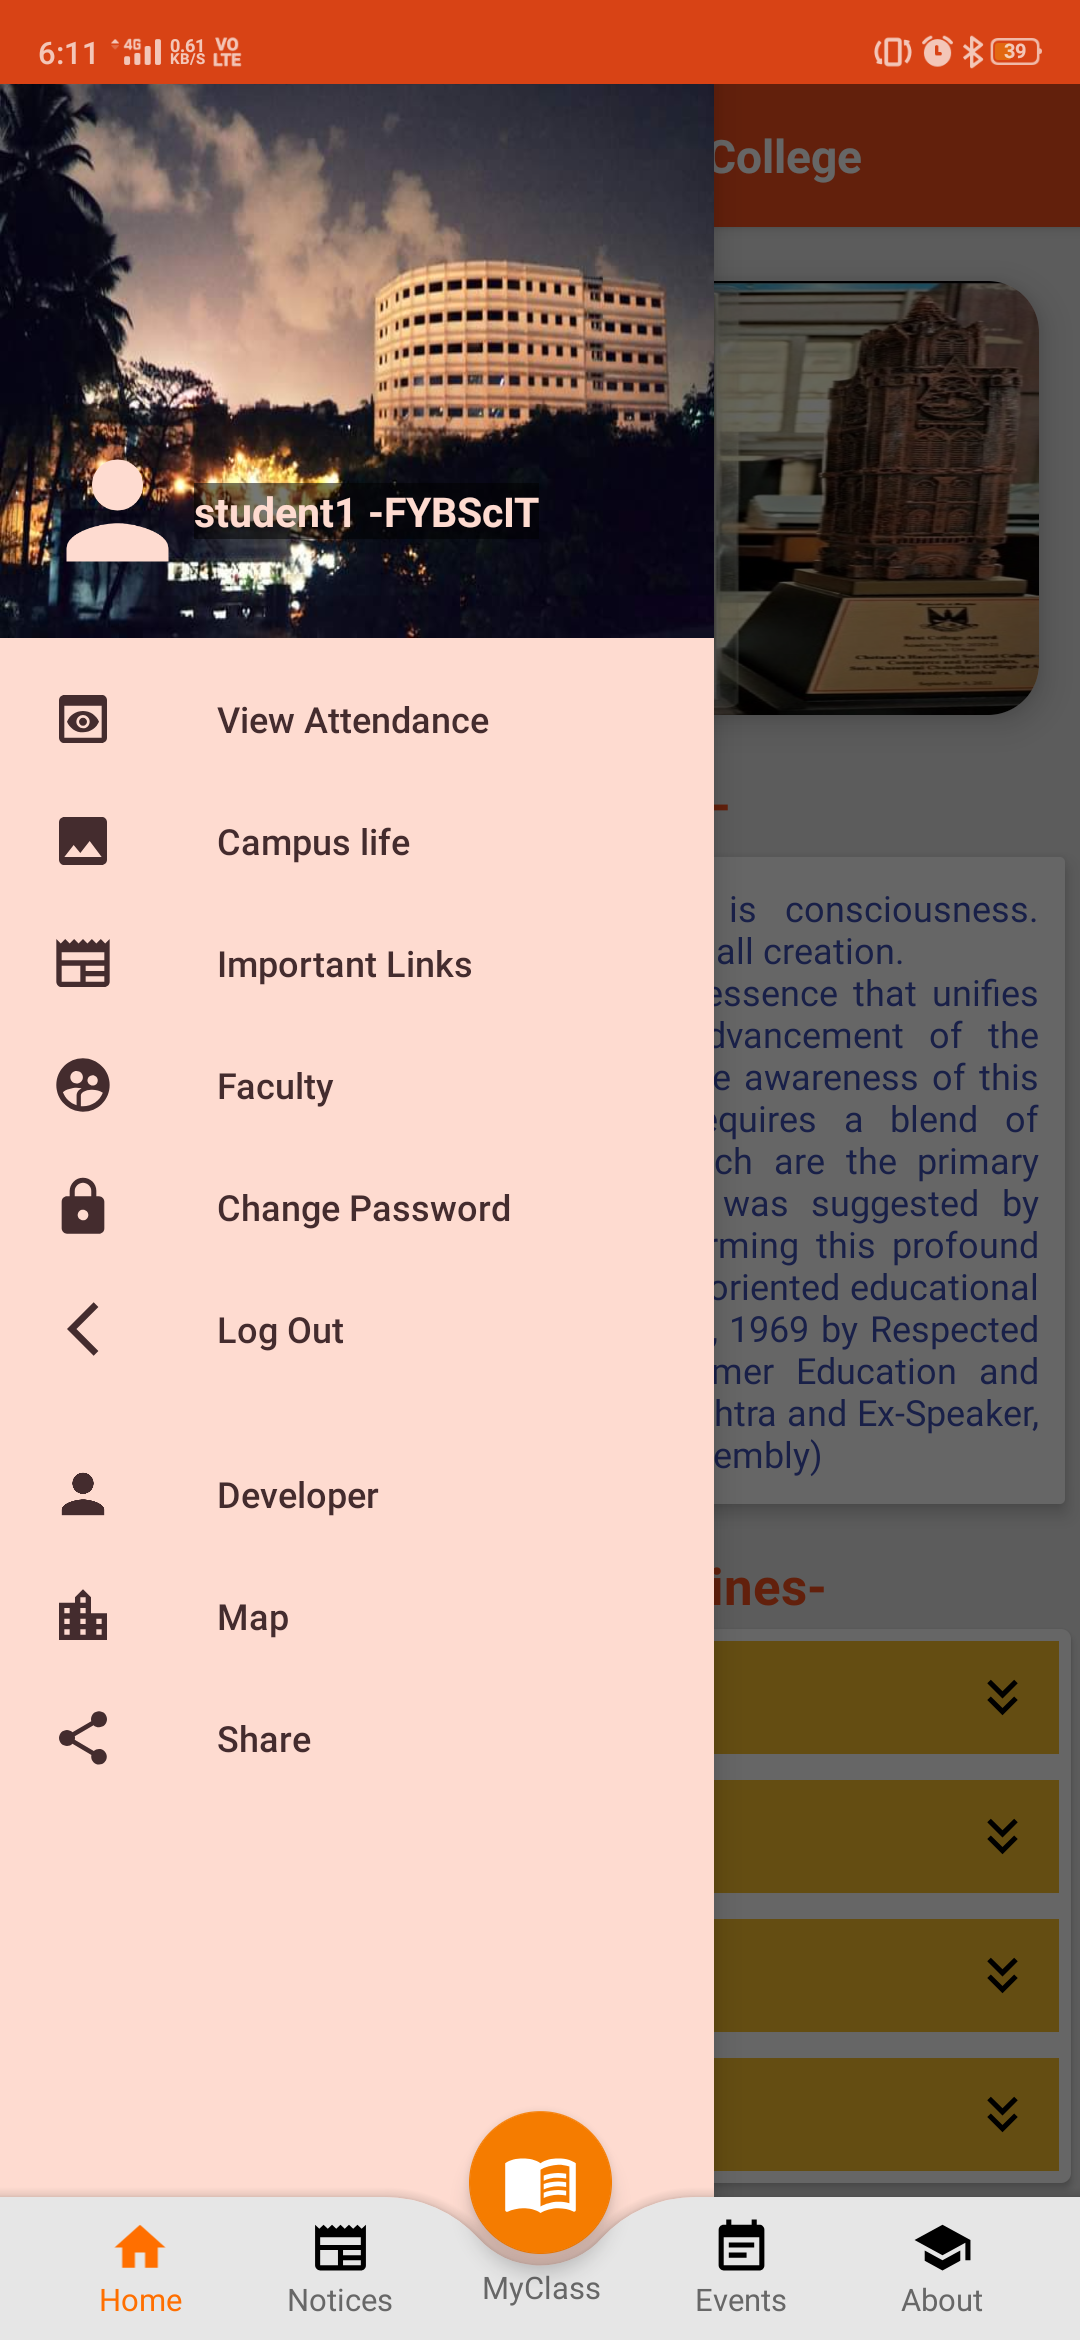 6:11 4G 0.61 KB/S VO LTE 39
College
student1 -FYBScIT
View Attendance
Campus life
Important Links
Faculty
Change Password
Log Out
Developer
Map
Share
Best College Award
-
is consciousness.
all creation.
essence that unifies
dvancement of the
e awareness of this
equires a blend of
ch are the primary
was suggested by
rming this profound
oriented educational
, 1969 by Respected
mer Education and
htra and Ex-Speaker,
embly)
ines-
Home
Notices
MyClass
Events
About